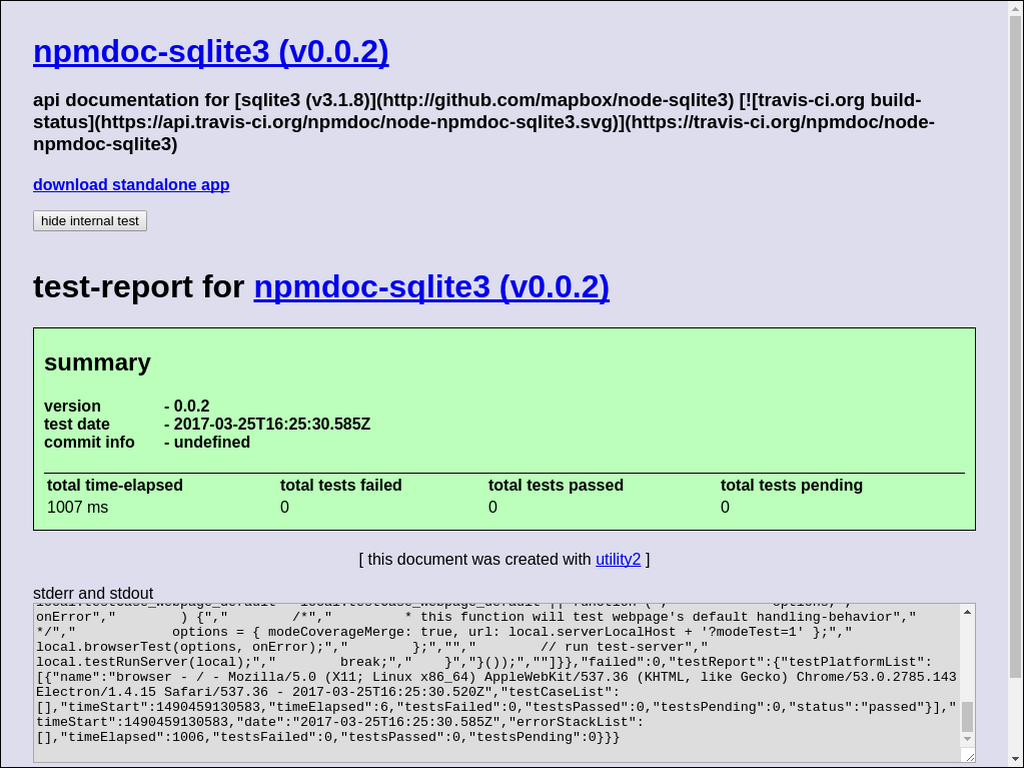 npmdoc-sqlite3 (v0.0.2)
api documentation for [sqlite3 (v3.1.8)](http://github.com/mapbox/node-sqlite3) [![travis-ci.org build-
status](https://api.travis-ci.org/npmdoc/node-npmdoc-sqlite3.svg)](https://travis-ci.org/npmdoc/node-
npmdoc-sqlite3)
download standalone app
hide internal test
test-report for npmdoc-sqlite3 (v0.0.2)
summary
version - 0.0.2
test date - 2017-03-25T16:25:30.585Z
commit info - undefined
total time-elapsed total tests failed total tests passed total tests pending
1007 ms 0 0 0
[ this document was created with utility2 ]
stderr and stdout
onError","        ) {","        /*","         * this function will test webpage's default handling-behavior","
*/","            options = { modeCoverageMerge: true, url: local.serverLocalHost + '?modeTest=1' };","
local.browserTest(options, onError);","        };","","        // run test-server","
local.testRunServer(local);","        break;","    }","}());",""]}},"failed":0,"testReport":{"testPlatformList":
[{"name":"browser - / - Mozilla/5.0 (X11; Linux x86_64) AppleWebKit/537.36 (KHTML, like Gecko) Chrome/53.0.2785.143
Electron/1.4.15 Safari/537.36 - 2017-03-25T16:25:30.520Z","testCaseList":
[],"timeStart":1490459130583,"timeElapsed":6,"testsFailed":0,"testsPassed":0,"testsPending":0,"status":"passed"}],"
timeStart":1490459130583,"date":"2017-03-25T16:25:30.585Z","errorStackList":
[],"timeElapsed":1006,"testsFailed":0,"testsPassed":0,"testsPending":0}}}